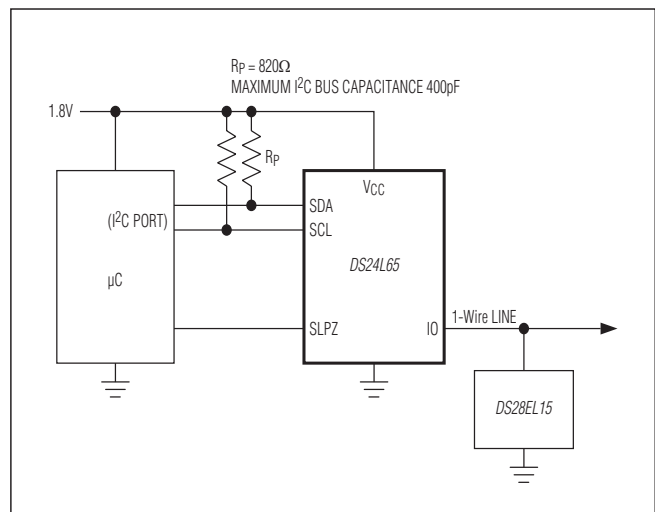 RP = 820Ω
MAXIMUM I²C BUS CAPACITANCE 400pF
1.8V
RP
VCC
(I²C PORT)
SDA
SCL
DS24L65
µC
SLPZ
IO
1-Wire LINE
DS28EL15